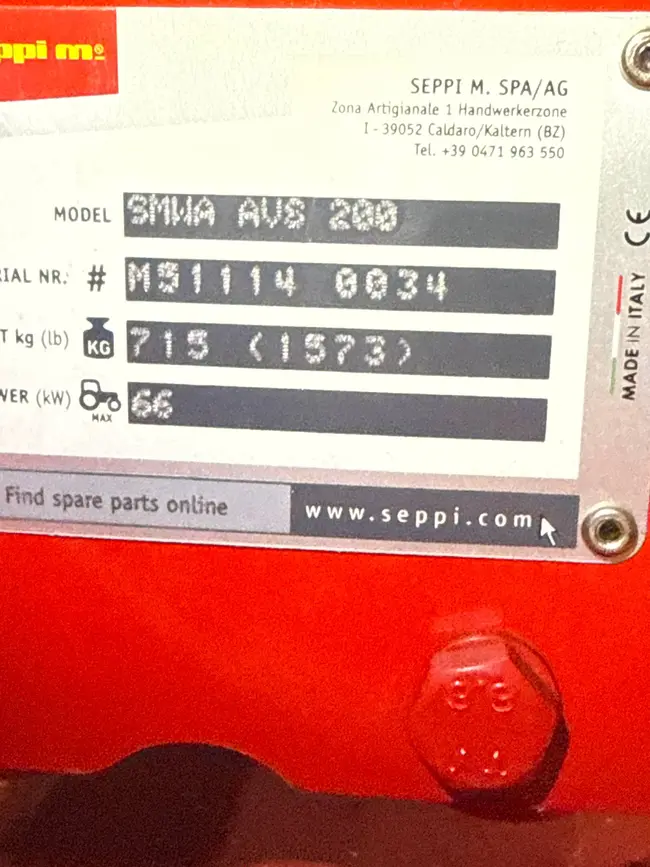 ppi m
SEPPI M. SPA/AG
Zona Artigianale 1 Handwerkerzone
I - 39052 Caldaro/Kaltern (BZ)
Tel. +39 0471 963 550
MODEL SMWA AVS 200
RIAL NR. # M91114 0034
T kg (lb) KG 715 (1573)
WER (kW) MAX 66
CE
MADE IN ITALY
Find spare parts online
www.seppi.com